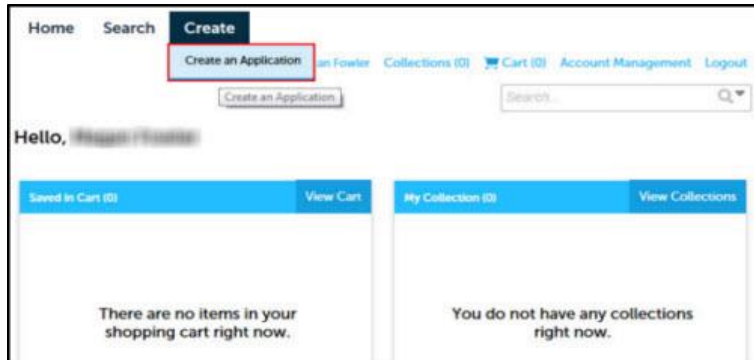 Home Search Create
Create an Application an Fowler Collections (0) Cart (0) Account Management Logout
Create an Application Search...
Hello,
Saved in Cart (0) View Cart My Collection (0) View Collections
There are no items in your You do not have any collections
shopping cart right now. right now.